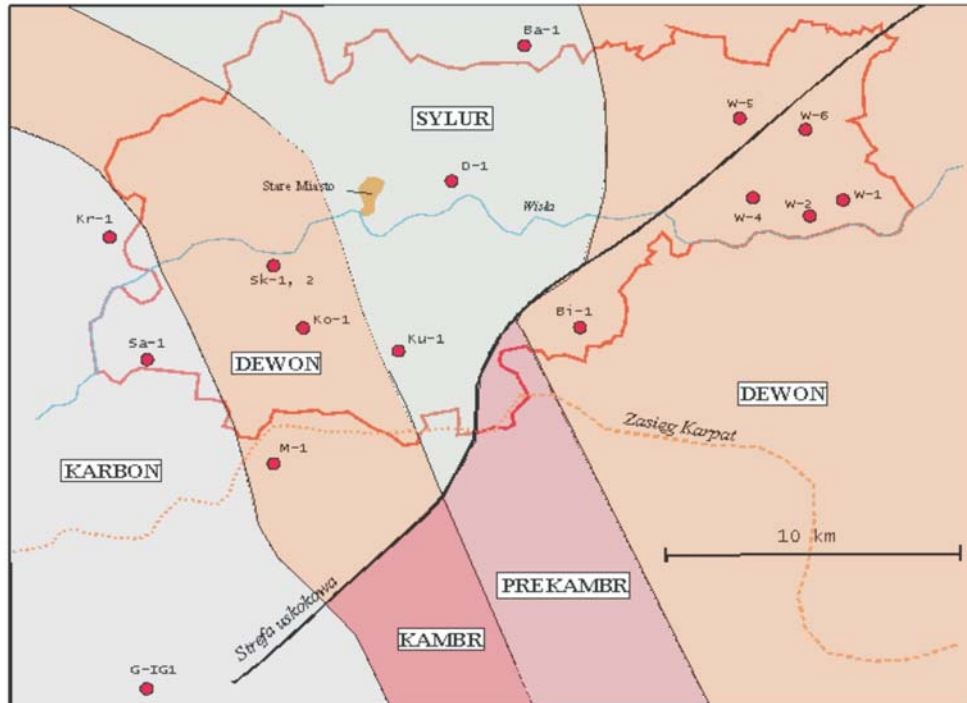 Ba-1
W-5
W-6
SYLUR
D-1
Stare Miasto
Wisła
W-4
W-2
W-1
Kr-1
Sk-1, 2
Ko-1
Bi-1
Sa-1
Ku-1
DEWON
DEWON
Zasięg Karpat
KARBON
M-1
10 km
PREKAMBR
Strefa uskokowa
KAMBR
G-IG1